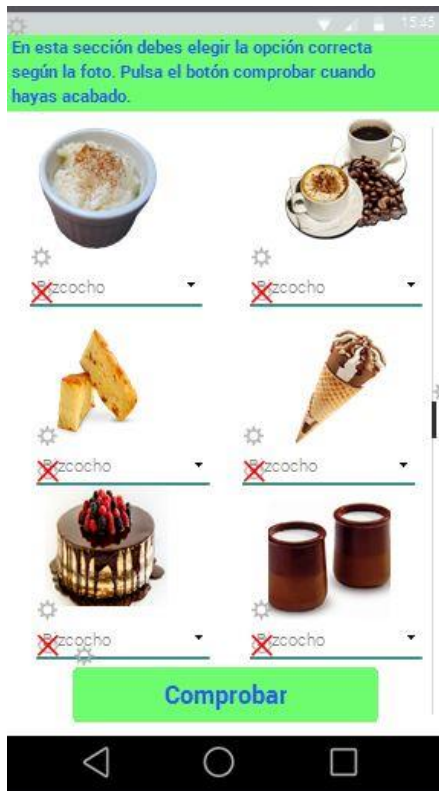 15:45
En esta sección debes elegir la opción correcta
según la foto. Pulsa el botón comprobar cuando
hayas acabado.
Bizcocho Bizcocho
Bizcocho Bizcocho
Bizcocho Bizcocho
Comprobar